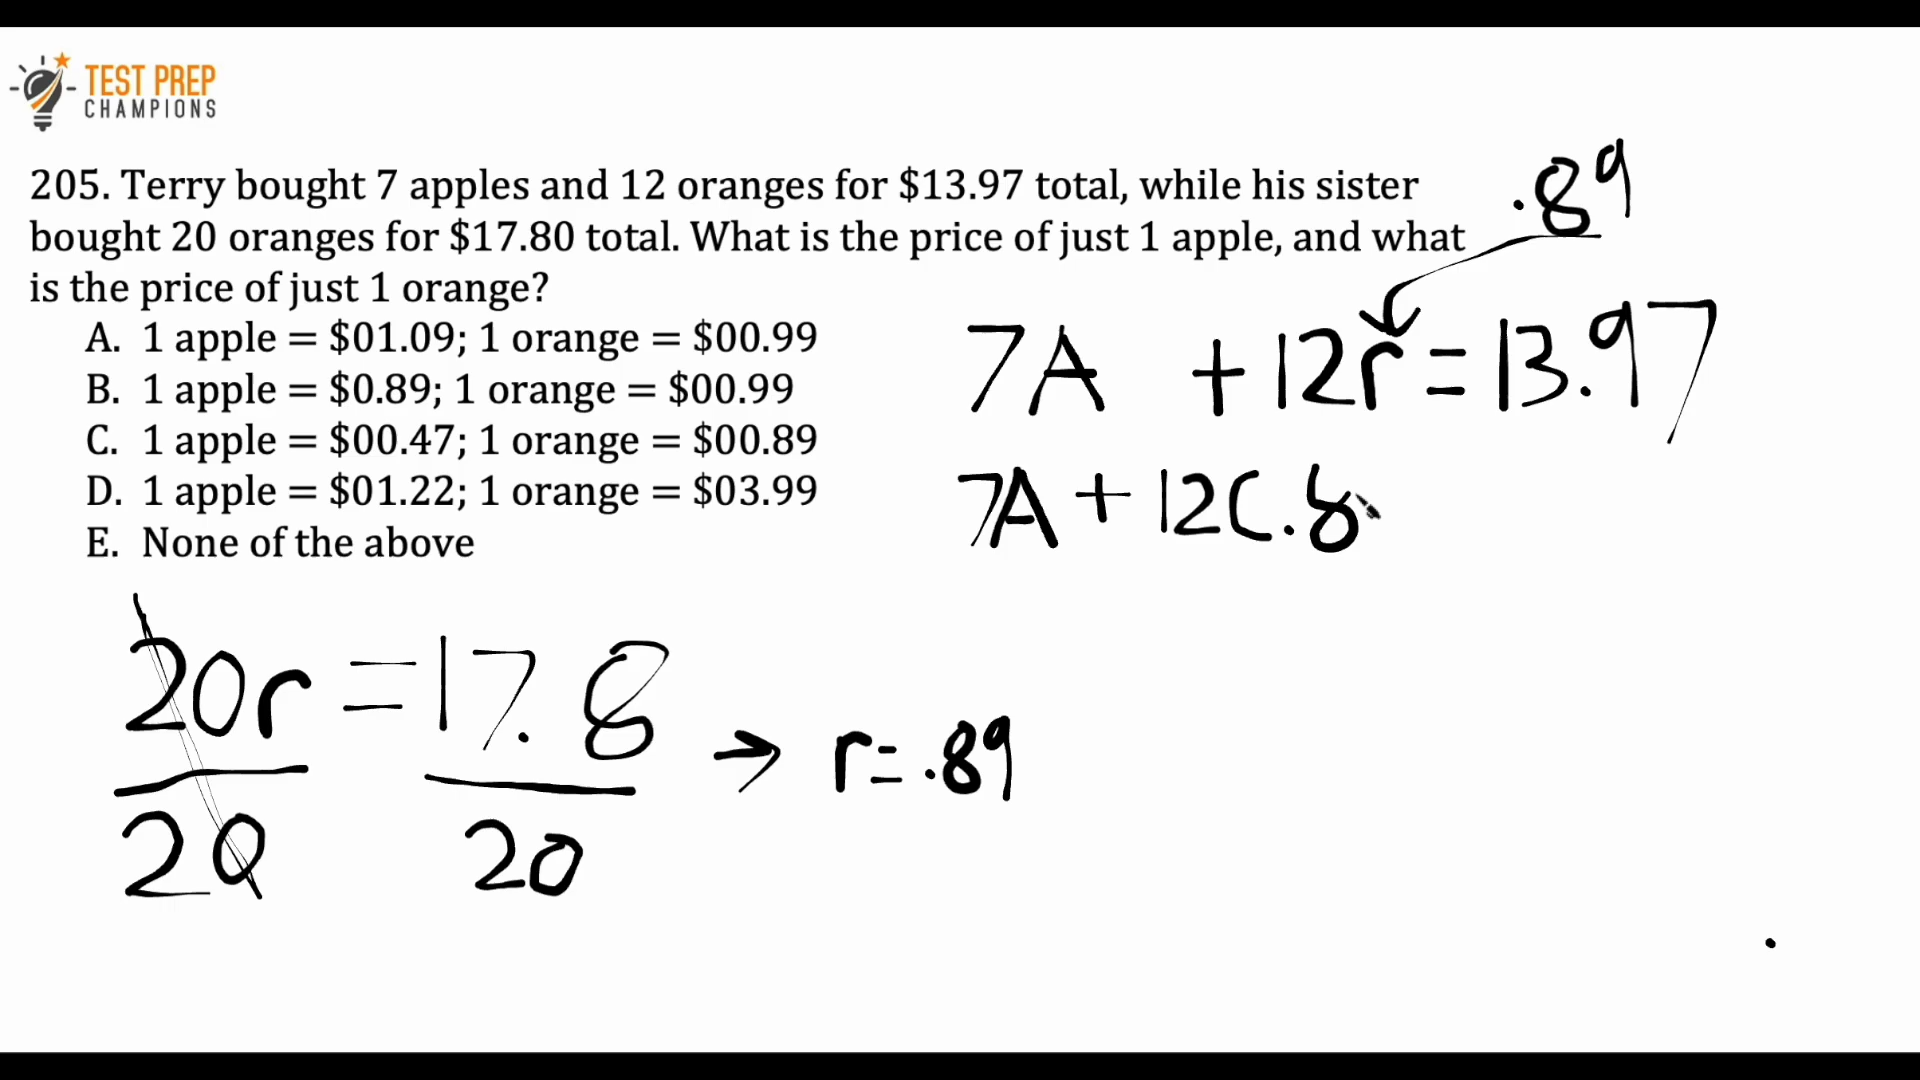 TEST PREP
CHAMPIONS
205. Terry bought 7 apples and 12 oranges for $13.97 total, while his sister
bought 20 oranges for $17.80 total. What is the price of just 1 apple, and what
is the price of just 1 orange?
A. 1 apple = $01.09; 1 orange = $00.99
B. 1 apple = $0.89; 1 orange = $00.99
C. 1 apple = $00.47; 1 orange = $00.89
D. 1 apple = $01.22; 1 orange = $03.99
E. None of the above
.89
7A + 12r = 13.97
7A + 12(.8
20r = 17.8
20 20
→ r = .89